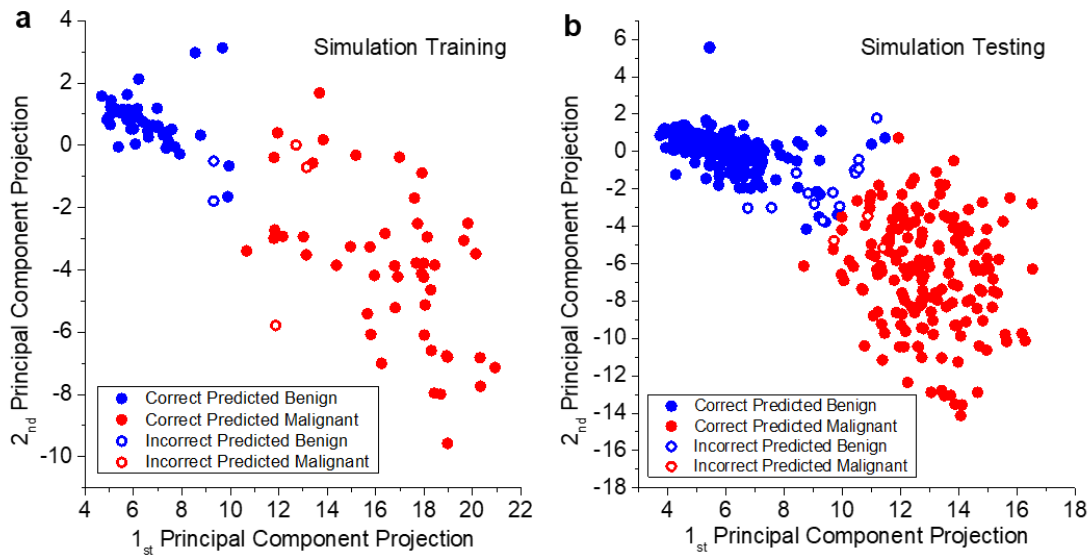 a
Simulation Training
4
2
0
-2
-4
-6
-8
-10
2nd Principal Component Projection
Correct Predicted Benign
Correct Predicted Malignant
Incorrect Predicted Benign
Incorrect Predicted Malignant
4 6 8 10 12 14 16 18 20 22
1st Principal Component Projection
b
Simulation Testing
6
4
2
0
-2
-4
-6
-8
-10
-12
-14
-16
-18
2nd Principal Component Projection
Correct Predicted Benign
Correct Predicted Malignant
Incorrect Predicted Benign
Incorrect Predicted Malignant
4 6 8 10 12 14 16 18
1st Principal Component Projection